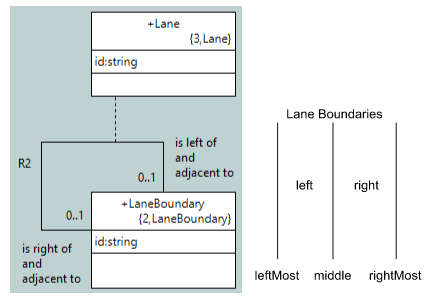 +Lane
{3,Lane}
id:string
R2
is left of
and
adjacent to
0..1
0..1
+LaneBoundary
{2,LaneBoundary}
id:string
is right of
and
adjacent to
Lane Boundaries
left right
leftMost middle rightMost